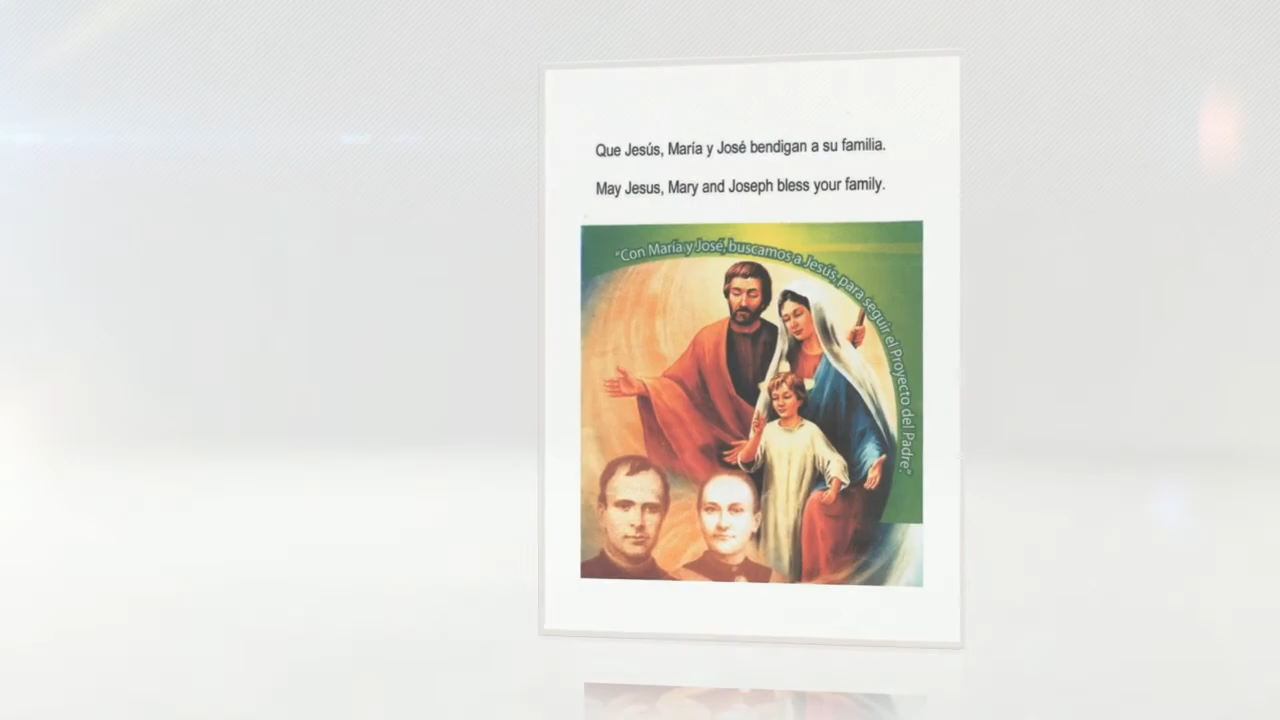 Que Jesús, María y José bendigan a su familia.
May Jesus, Mary and Joseph bless your family.
"Con María y José, buscamos a Jesús, para seguir el Proyecto del Padre".